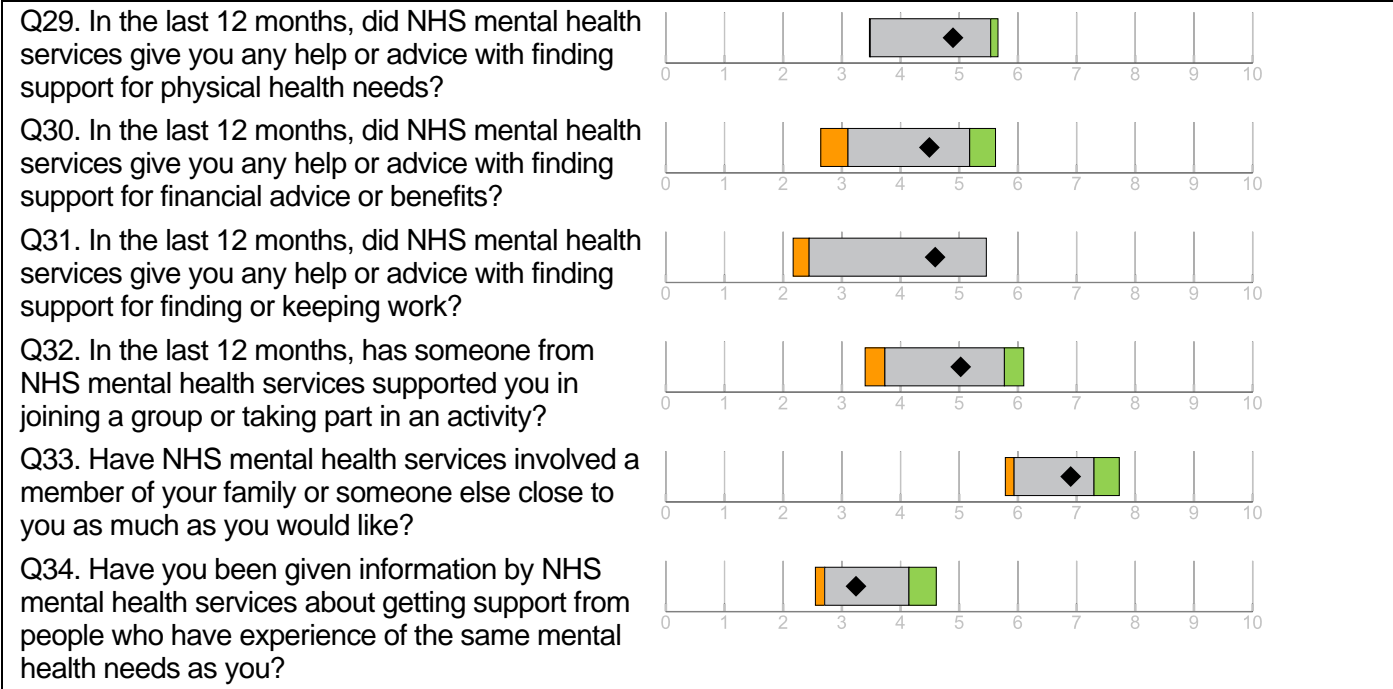 Q29. In the last 12 months, did NHS mental health
services give you any help or advice with finding
support for physical health needs?
0 1 2 3 4 5 6 7 8 9 10
Q30. In the last 12 months, did NHS mental health
services give you any help or advice with finding
support for financial advice or benefits?
0 1 2 3 4 5 6 7 8 9 10
Q31. In the last 12 months, did NHS mental health
services give you any help or advice with finding
support for finding or keeping work?
0 1 2 3 4 5 6 7 8 9 10
Q32. In the last 12 months, has someone from
NHS mental health services supported you in
joining a group or taking part in an activity?
0 1 2 3 4 5 6 7 8 9 10
Q33. Have NHS mental health services involved a
member of your family or someone else close to
you as much as you would like?
0 1 2 3 4 5 6 7 8 9 10
Q34. Have you been given information by NHS
mental health services about getting support from
people who have experience of the same mental
health needs as you?
0 1 2 3 4 5 6 7 8 9 10